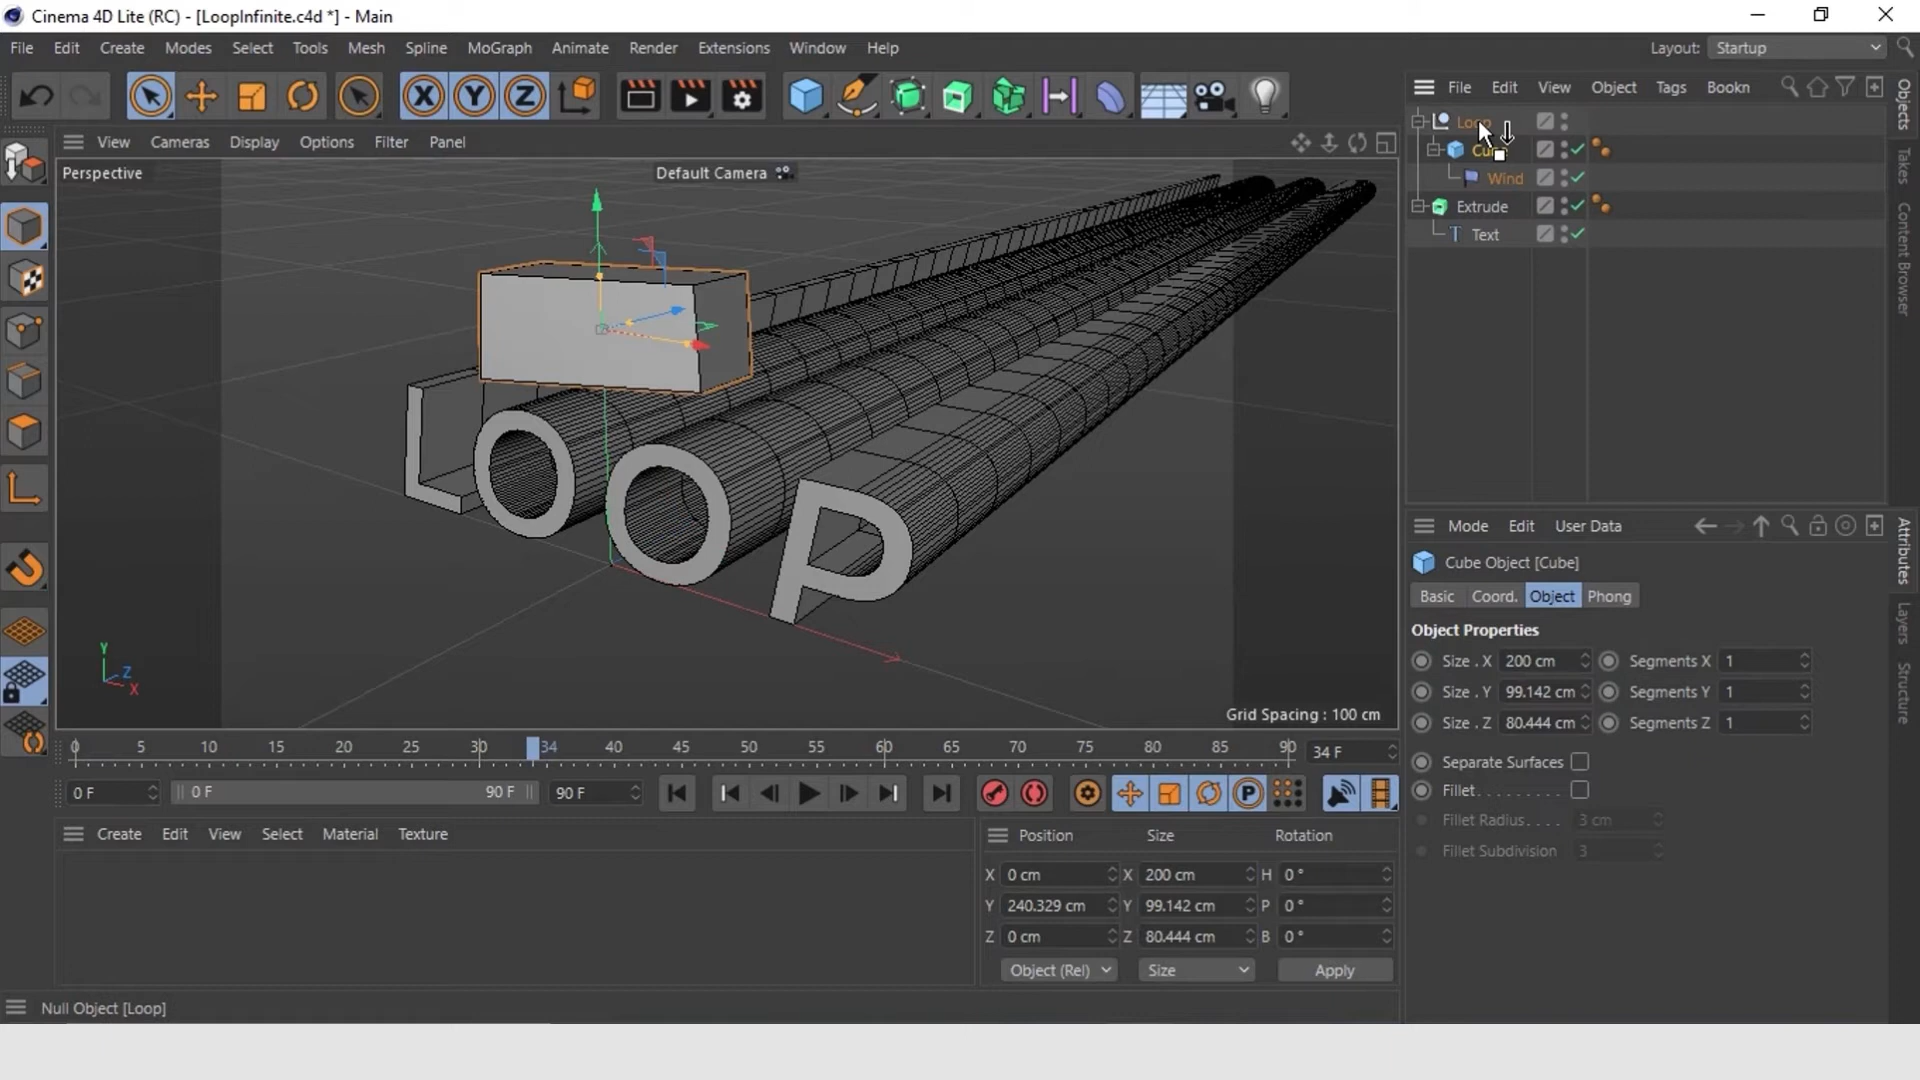 Cinema 4D Lite (RC) - [LoopInfinite.c4d *] - Main
File Edit Create Modes Select Tools Mesh Spline MoGraph Animate Render Extensions Window Help Layout: Startup
X Y Z
File Edit View Object Tags Bookn
Objects
Takes
Content Browser
View Cameras Display Options Filter Panel
Perspective
Default Camera
Loop
Wind
Extrude
Text
LOOP
Y
Z
X
Grid Spacing : 100 cm
Mode Edit User Data
Attributes
Layers
Structure
Cube Object [Cube]
Basic Coord. Object Phong
Object Properties
Size . X 200 cm Segments X 1
Size . Y 99.142 cm Segments Y 1
Size . Z 80.444 cm Segments Z 1
Separate Surfaces
Fillet. . . . . . . . .
Fillet Radius. . . . 3 cm
Fillet Subdivision 3
0 5 10 15 20 25 30 34 40 45 50 55 60 65 70 75 80 85 90 34 F
0 F 0 F 90 F 90 F P
Create Edit View Select Material Texture
Position Size Rotation
X 0 cm X 200 cm H 0 °
Y 240.329 cm Y 99.142 cm P 0 °
Z 0 cm Z 80.444 cm B 0 °
Object (Rel) Size Apply
Null Object [Loop]